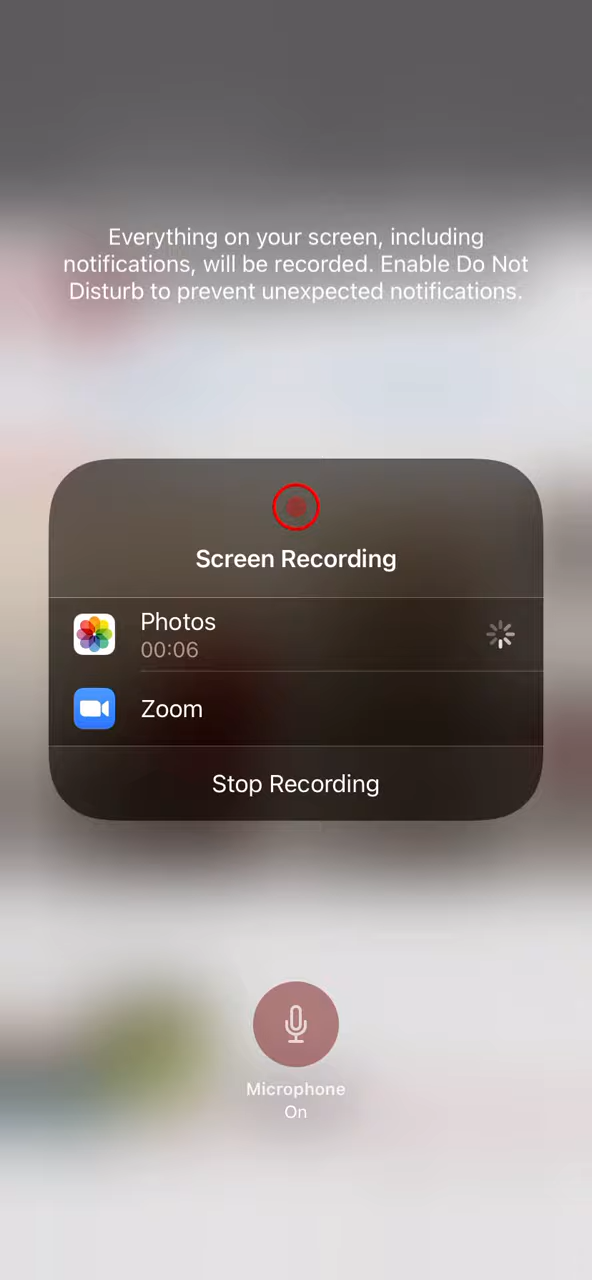 Everything on your screen, including
notifications, will be recorded. Enable Do Not
Disturb to prevent unexpected notifications.
Screen Recording
Photos
00:06
Zoom
Stop Recording
Microphone
On